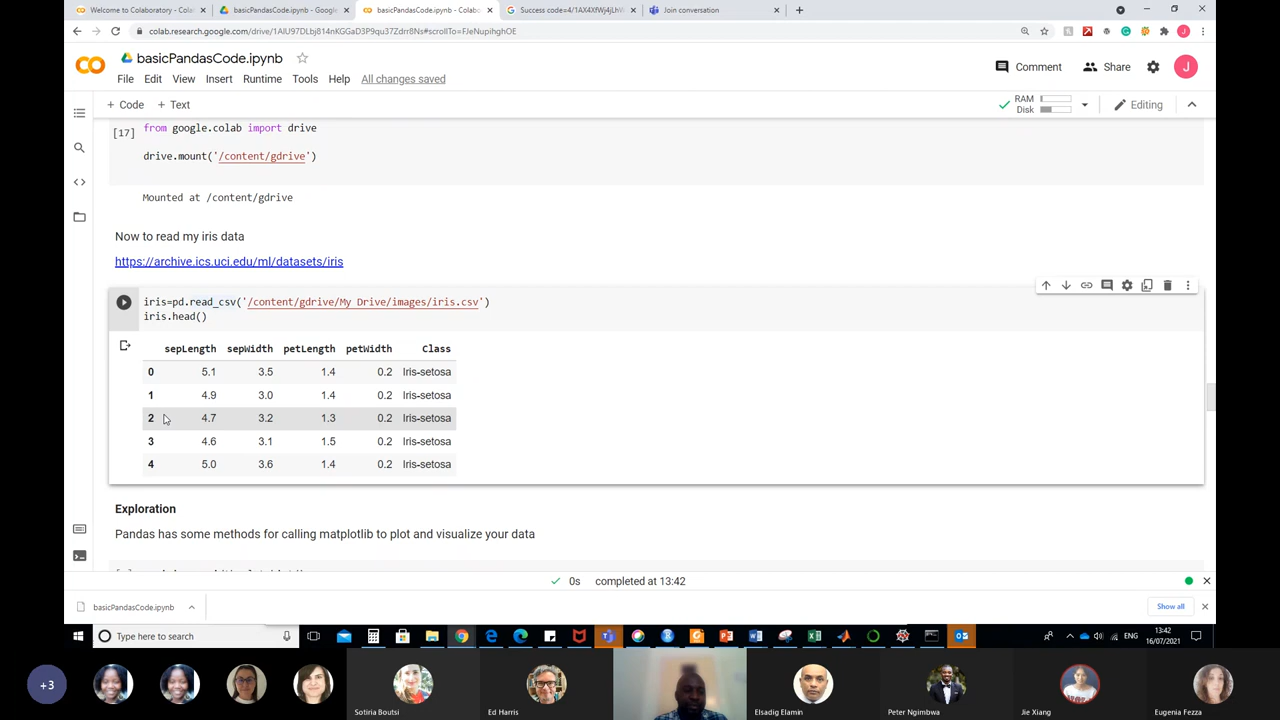 Welcome to Colaboratory - Cola
basicPandasCode.ipynb - Google
basicPandasCode.ipynb - Colabo
Success code=4/1AX4XfWj4jLhW
Join conversation
colab.research.google.com/drive/1AIU97DLbj814nKGGaD3P9qu37Zdrr8Ns#scrollTo=FJeNupihghOE
basicPandasCode.ipynb
Comment
Share
J
File Edit View Insert Runtime Tools Help All changes saved
+ Code + Text
RAM
Disk
Editing
[17]
from google.colab import drive
drive.mount('/content/gdrive')
Mounted at /content/gdrive
Now to read my iris data
https://archive.ics.uci.edu/ml/datasets/iris
iris=pd.read_csv('/content/gdrive/My Drive/images/iris.csv')
iris.head()
sepLength sepWidth petLength petWidth Class
0 5.1 3.5 1.4 0.2 Iris-setosa
1 4.9 3.0 1.4 0.2 Iris-setosa
2 4.7 3.2 1.3 0.2 Iris-setosa
3 4.6 3.1 1.5 0.2 Iris-setosa
4 5.0 3.6 1.4 0.2 Iris-setosa
Exploration
Pandas has some methods for calling matplotlib to plot and visualize your data
0s completed at 13:42
basicPandasCode.ipynb
Show all
Type here to search
ENG
13:42
16/07/2021
+3
Sotiria Boutsi
Ed Harris
Elsadig Elamin
Peter Ngimbwa
Jie Xiang
Eugenia Fezza